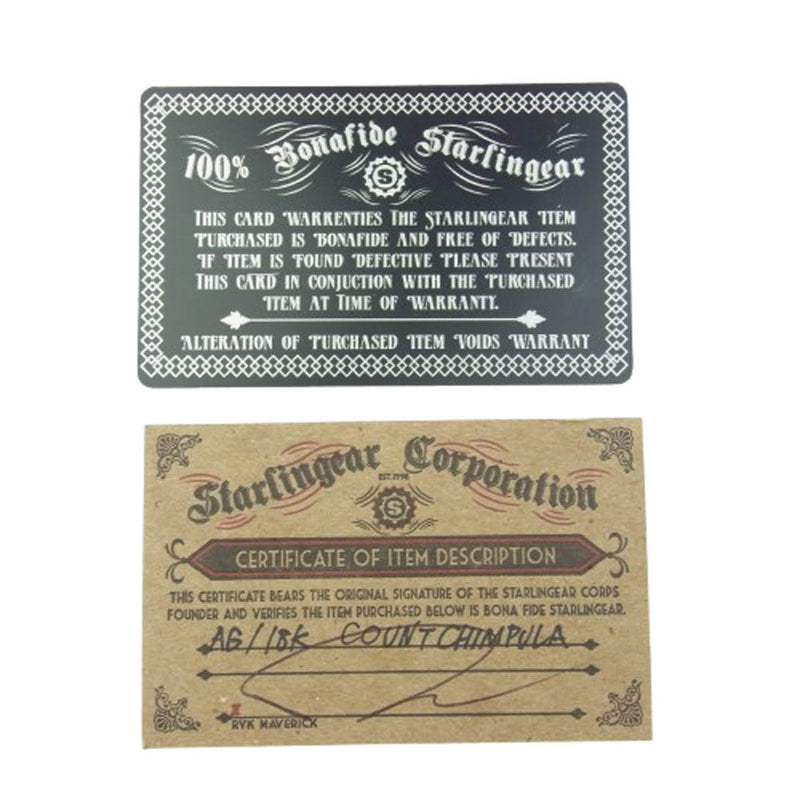 100% Bonafide Starlingear
S
THIS CARD WARRENTIES THE STARLINGEAR ITEM
PURCHASED IS BONAFIDE AND FREE OF DEFECTS.
IF ITEM IS FOUND DEFECTIVE PLEASE PRESENT
THIS CARD IN CONJUCTION WITH THE PURCHASED
ITEM AT TIME OF WARRANTY.
ALTERATION OF PURCHASED ITEM VOIDS WARRANTY
Starlingear Corporation
EST. 1998
S
CERTIFICATE OF ITEM DESCRIPTION
THIS CERTIFICATE BEARS THE ORIGINAL SIGNATURE OF THE STARLINGEAR CORPS
FOUNDER AND VERIFIES THE ITEM PURCHASED BELOW IS BONA FIDE STARLINGEAR.
AG/18K COUNT CHIMPULA
X
RYK MAVERICK